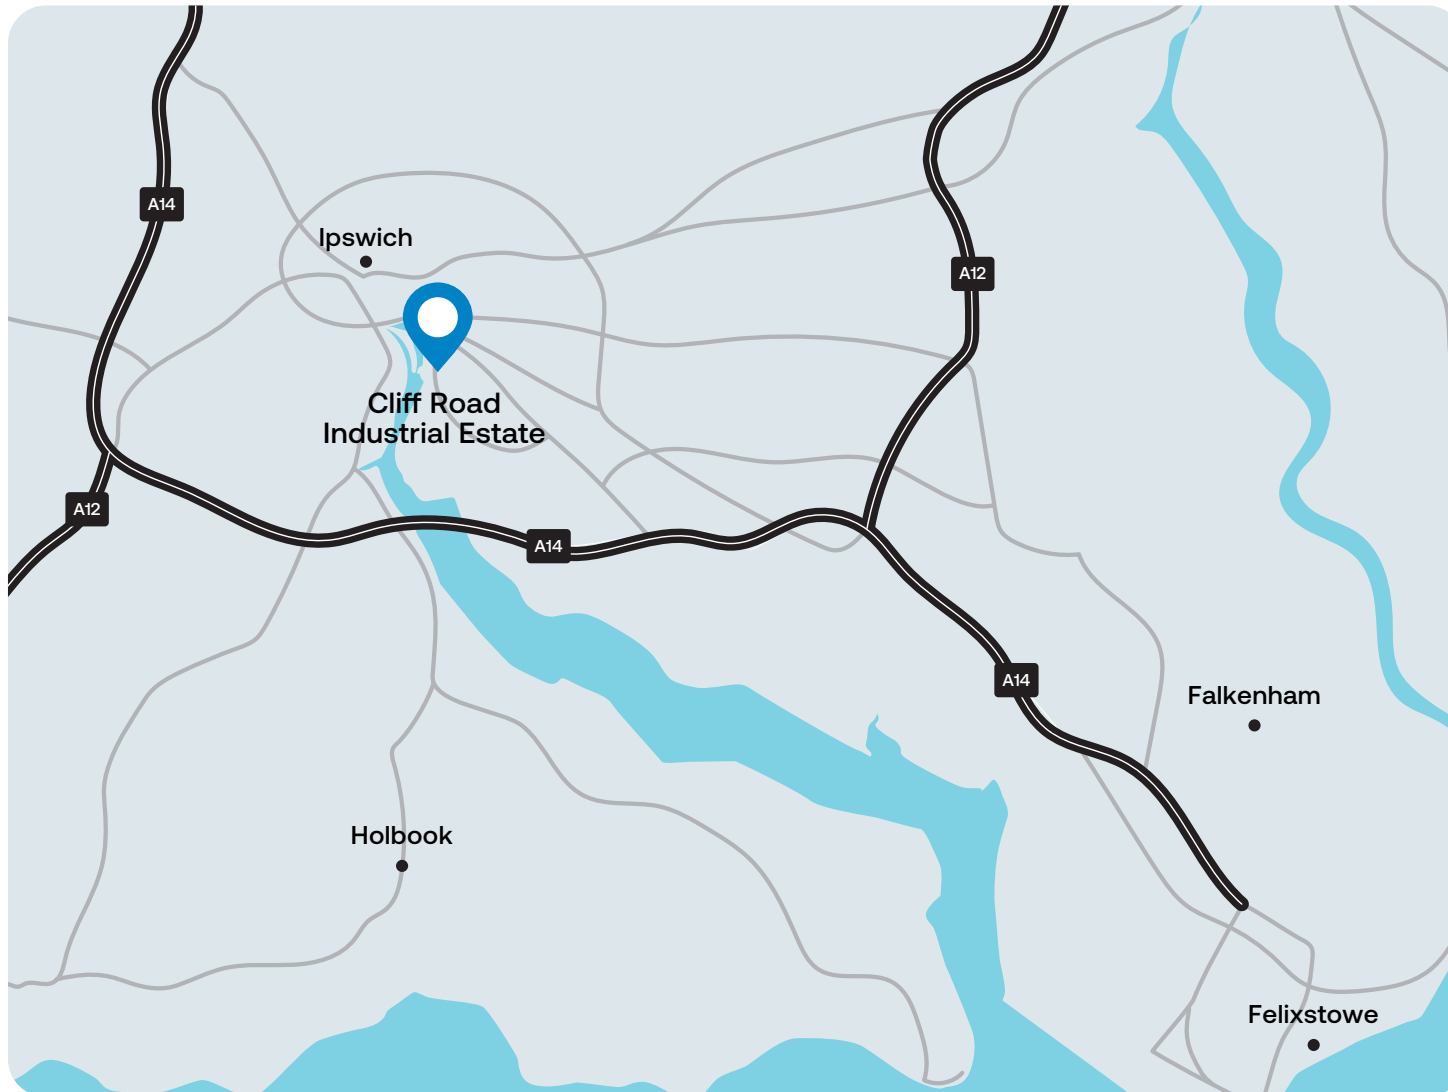 A14
Ipswich
A12
Cliff Road
Industrial Estate
A12
A14
A14
Falkenham
Holbook
Felixstowe